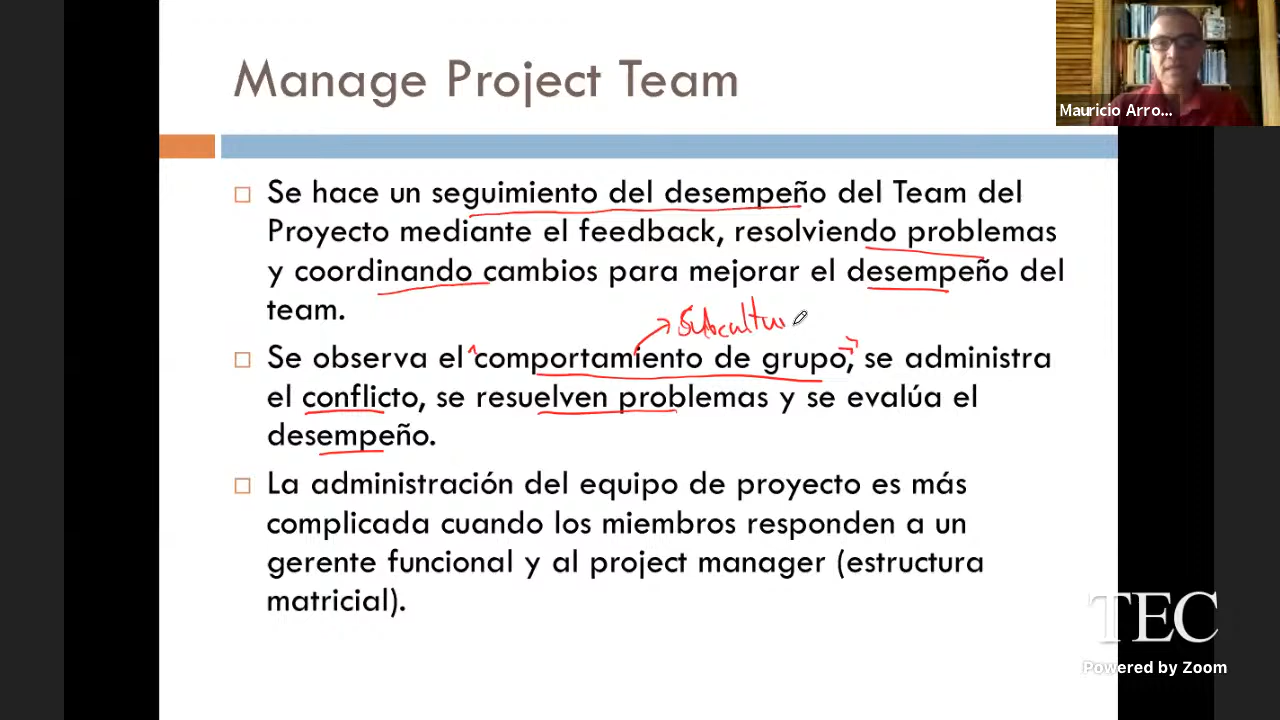 Manage Project Team
Mauricio Arro...
Se hace un seguimiento del desempeño del Team del
Proyecto mediante el feedback, resolviendo problemas
y coordinando cambios para mejorar el desempeño del
team.
Subcultur
Se observa el comportamiento de grupo, se administra
el conflicto, se resuelven problemas y se evalúa el
desempeño.
La administración del equipo de proyecto es más
complicada cuando los miembros responden a un
gerente funcional y al project manager (estructura
matricial).
TEC
Powered by Zoom